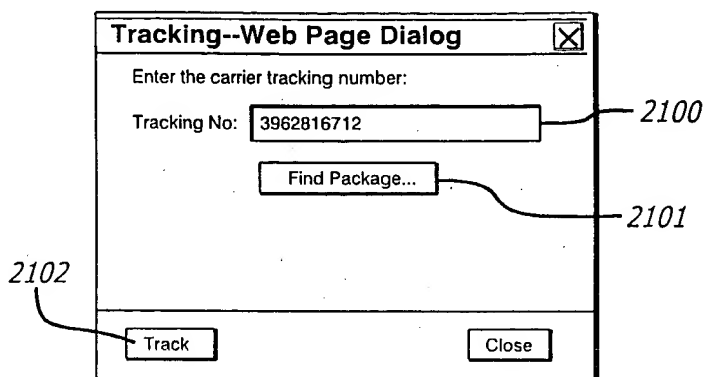 Tracking--Web Page Dialog
Enter the carrier tracking number:
Tracking No: 3962816712
2100
Find Package...
2101
2102
Track Close